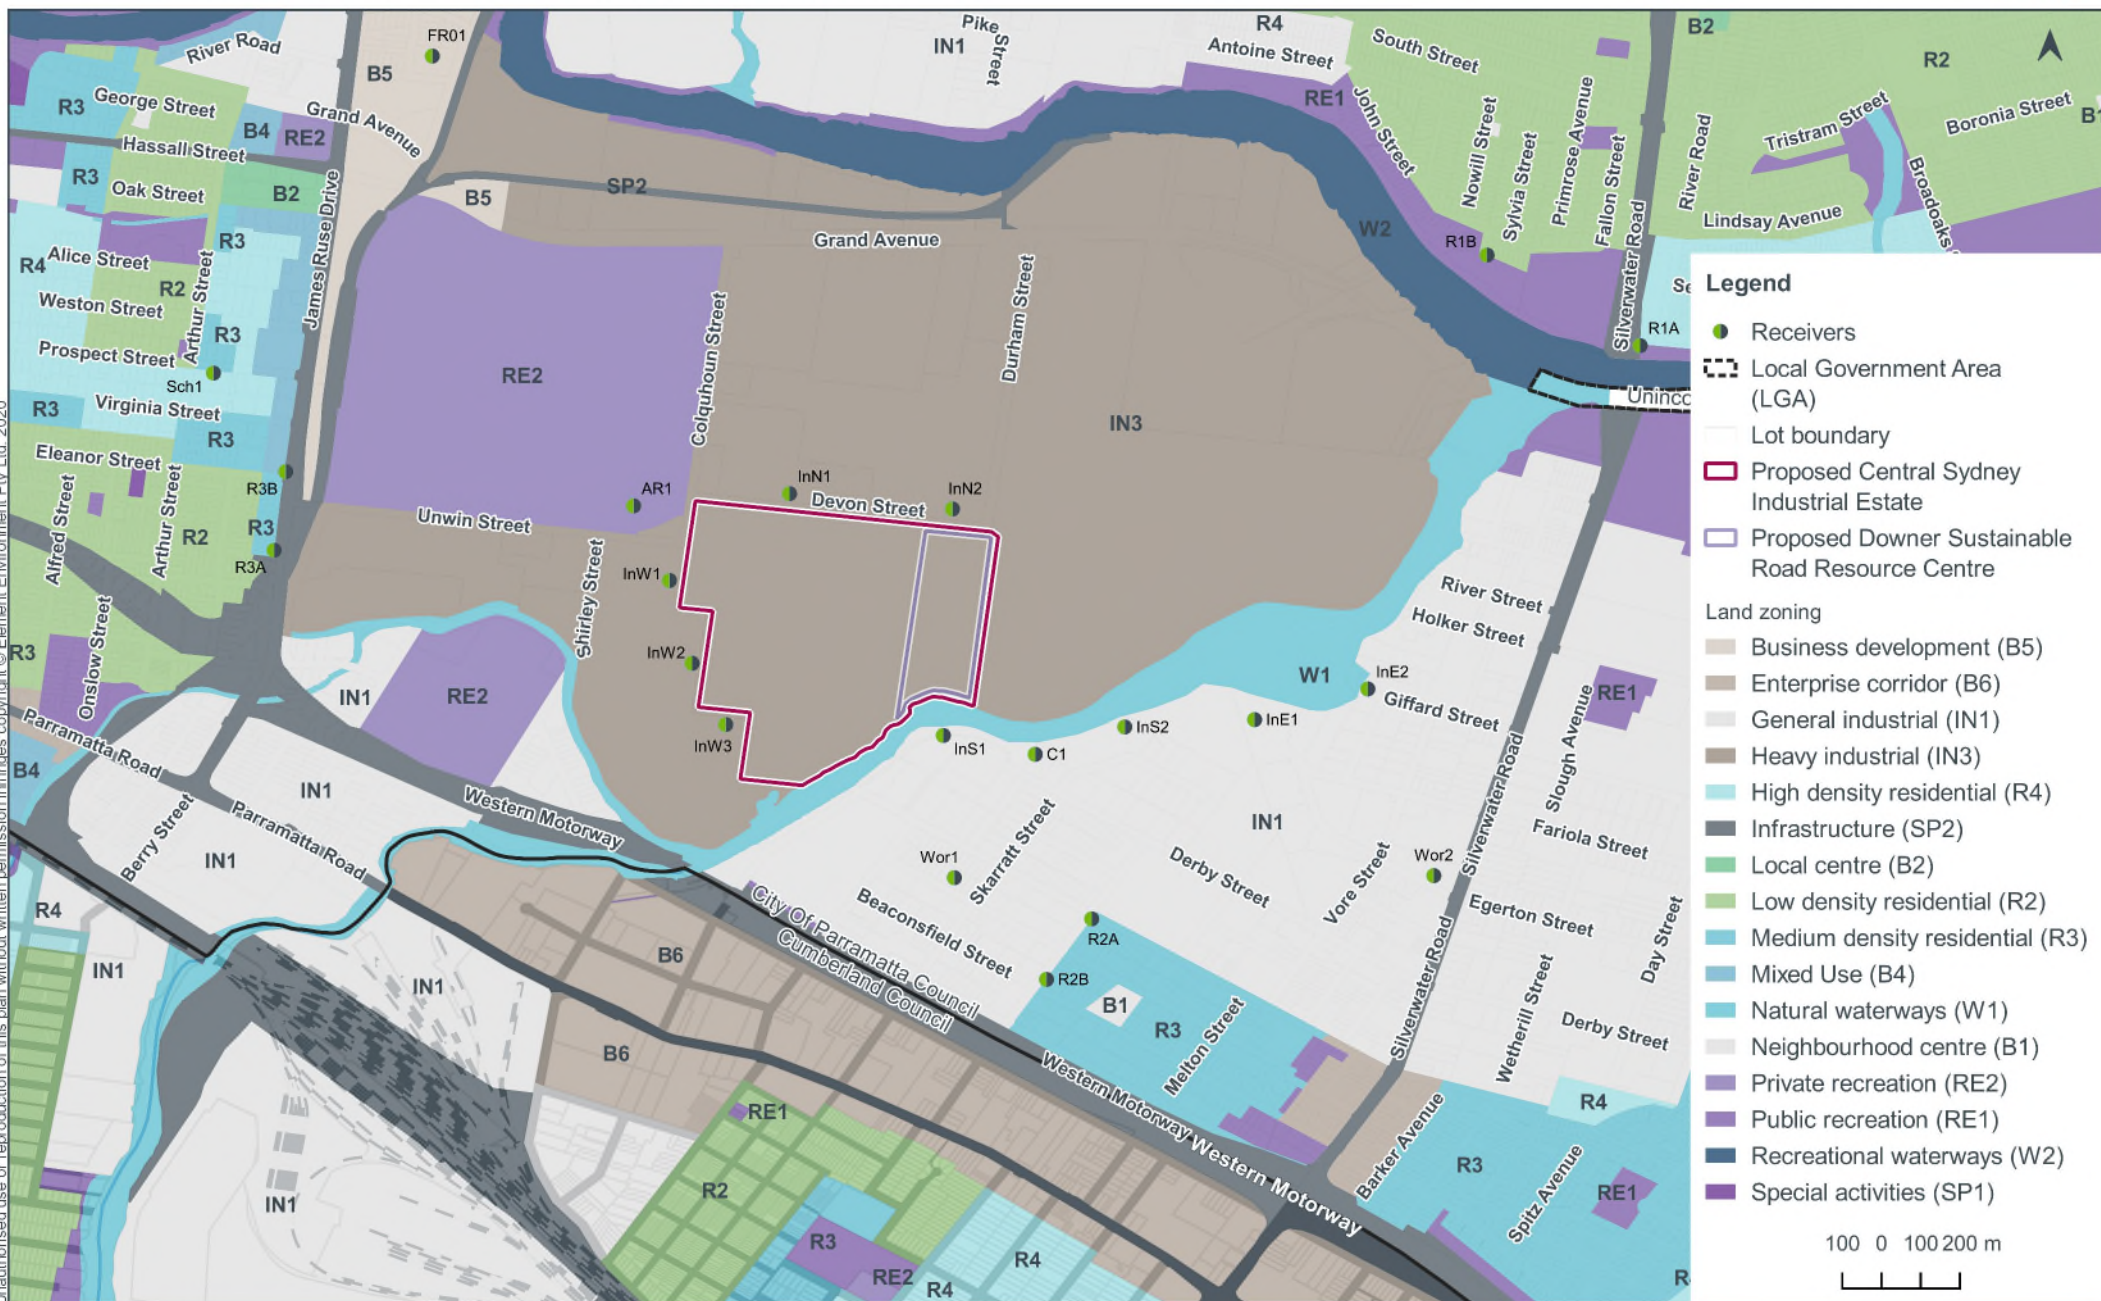 FR01
Pike Street
IN1
R4
Antoine Street
South Street
B2
R2
River Road
B5
R3
George Street
Grand Avenue
B4
RE2
Hassall Street
RE1
John Street
Nowill Street
Sylvia Street
Primrose Avenue
Fallon Street
River Road
Tristram Street
Boronia Street
R3
Oak Street
B2
B5
SP2
Lindsay Avenue
Broadoaks
R3
R4
Alice Street
Arthur Street
James Ruse Drive
Grand Avenue
W2
R1B
Silverwater Road
R2
Weston Street
R3
Durham Street
Colquhoun Street
R1A
Prospect Street
Sch1
RE2
Virginia Street
R3
IN3
R3
Eleanor Street
Alfred Street
Arthur Street
R3B
AR1
InN1
InN2
Devon Street
Unwin Street
R2
R3
R3A
InW1
Shirley Street
River Street
Holker Street
Onslow Street
R3
InW2
IN1
RE2
W1
InE2
Giffard Street
RE1
Slough Avenue
InW3
InS1
C1
InS2
InE1
Parramatta Road
B4
IN1
Western Motorway
Berry Street
Parramatta Road
IN1
Skarratt Street
IN1
Silverwater Road
Fariola Street
Wor1
Derby Street
Vore Street
Wor2
R4
IN1
City Of Parramatta Council
Cumberland Council
Beaconsfield Street
R2A
Egerton Street
Day Street
B6
IN1
R2B
B1
R3
Melton Street
Silverwater Road
Wetherill Street
Derby Street
B6
Western Motorway
Western Motorway
RE1
R4
Barker Avenue
R3
Spitz Avenue
RE1
IN1
R2
R3
RE2
R4
R4
Legend
Receivers
Local Government Area
(LGA)
Lot boundary
Proposed Central Sydney
Industrial Estate
Proposed Downer Sustainable
Road Resource Centre
Land zoning
Business development (B5)
Enterprise corridor (B6)
General industrial (IN1)
Heavy industrial (IN3)
High density residential (R4)
Infrastructure (SP2)
Local centre (B2)
Low density residential (R2)
Medium density residential (R3)
Mixed Use (B4)
Natural waterways (W1)
Neighbourhood centre (B1)
Private recreation (RE2)
Public recreation (RE1)
Recreational waterways (W2)
Special activities (SP1)
100 0 100 200 m